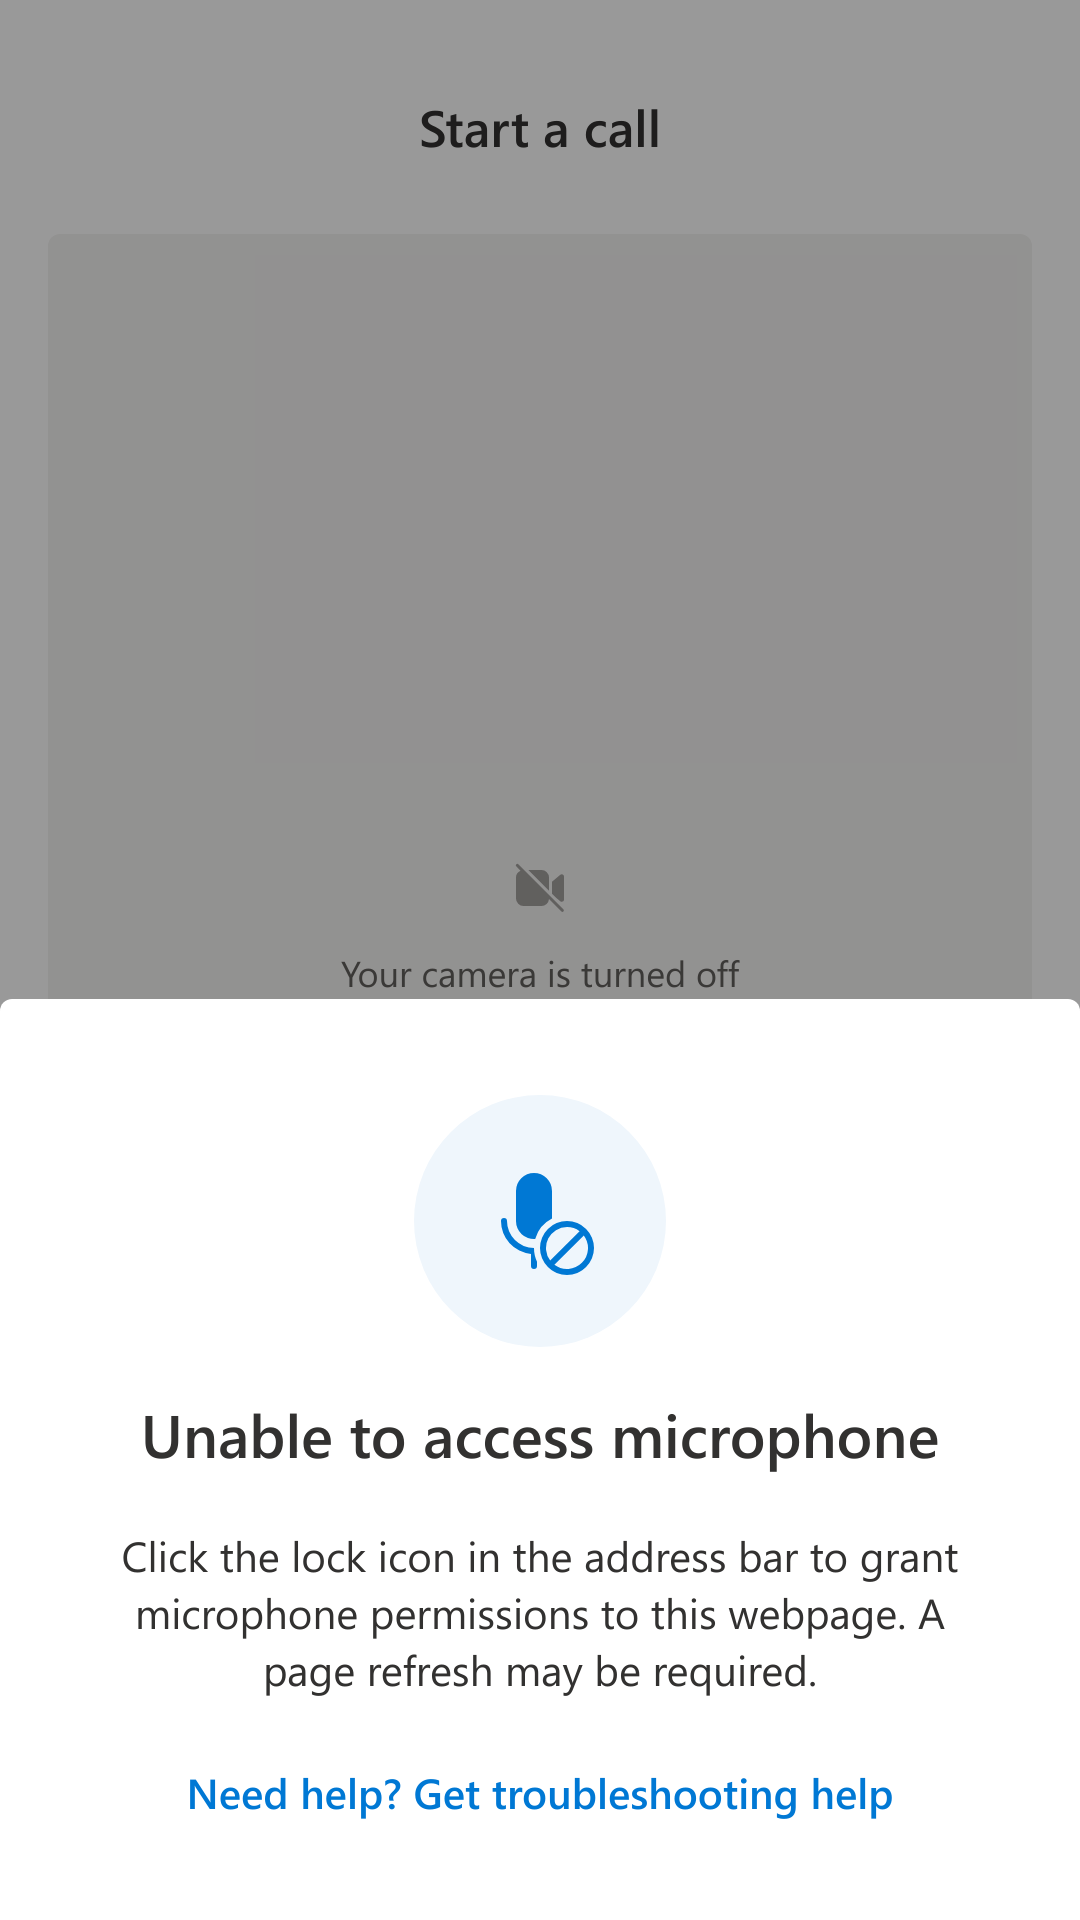 Start a call
Your camera is turned off
Unable to access microphone
Click the lock icon in the address bar to grant
microphone permissions to this webpage. A
page refresh may be required.
Need help? Get troubleshooting help